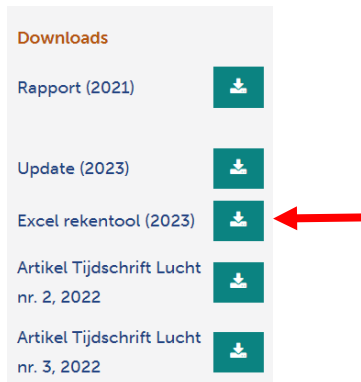 Downloads
Rapport (2021)
Update (2023)
Excel rekentool (2023)
Artikel Tijdschrift Lucht
nr. 2, 2022
Artikel Tijdschrift Lucht
nr. 3, 2022